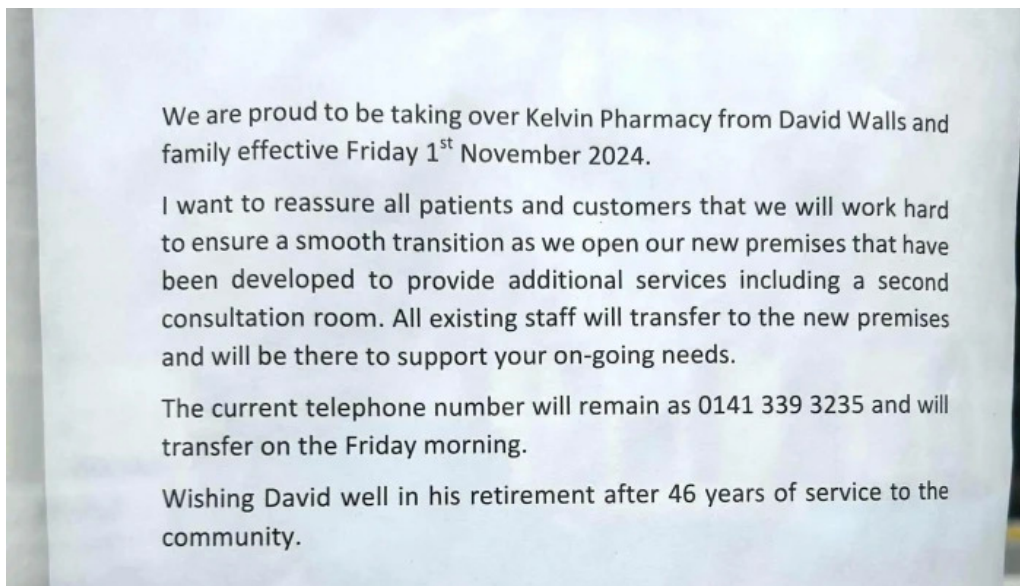 We are proud to be taking over Kelvin Pharmacy from David Walls and
family effective Friday 1st November 2024.
I want to reassure all patients and customers that we will work hard
to ensure a smooth transition as we open our new premises that have
been developed to provide additional services including a second
consultation room. All existing staff will transfer to the new premises
and will be there to support your on-going needs.
The current telephone number will remain as 0141 339 3235 and will
transfer on the Friday morning.
Wishing David well in his retirement after 46 years of service to the
community.